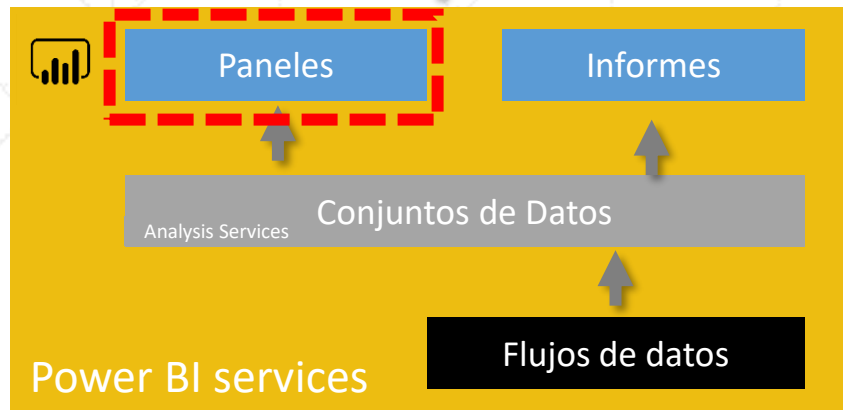 Paneles
Informes
Conjuntos de Datos
Analysis Services
Flujos de datos
Power BI services